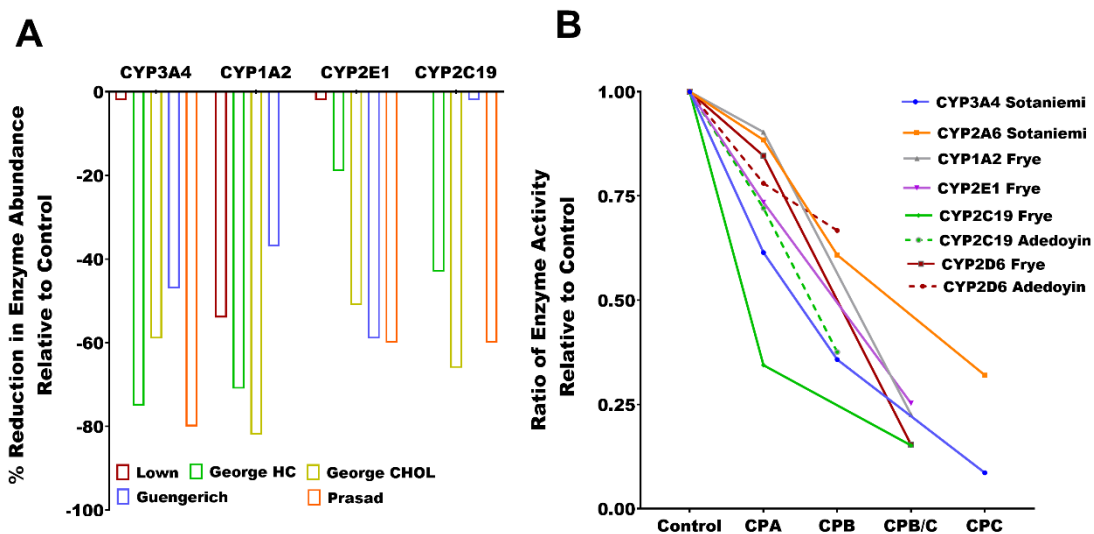 A
% Reduction in Enzyme Abundance
Relative to Control
CYP3A4 CYP1A2 CYP2E1 CYP2C19
0
-20
-40
-60
-80
-100
Lown George HC George CHOL
Guengerich Prasad
B
Ratio of Enzyme Activity
Relative to Control
1.00
0.75
0.50
0.25
0.00
Control CPA CPB CPB/C CPC
CYP3A4 Sotaniemi
CYP2A6 Sotaniemi
CYP1A2 Frye
CYP2E1 Frye
CYP2C19 Frye
CYP2C19 Adedoyin
CYP2D6 Frye
CYP2D6 Adedoyin